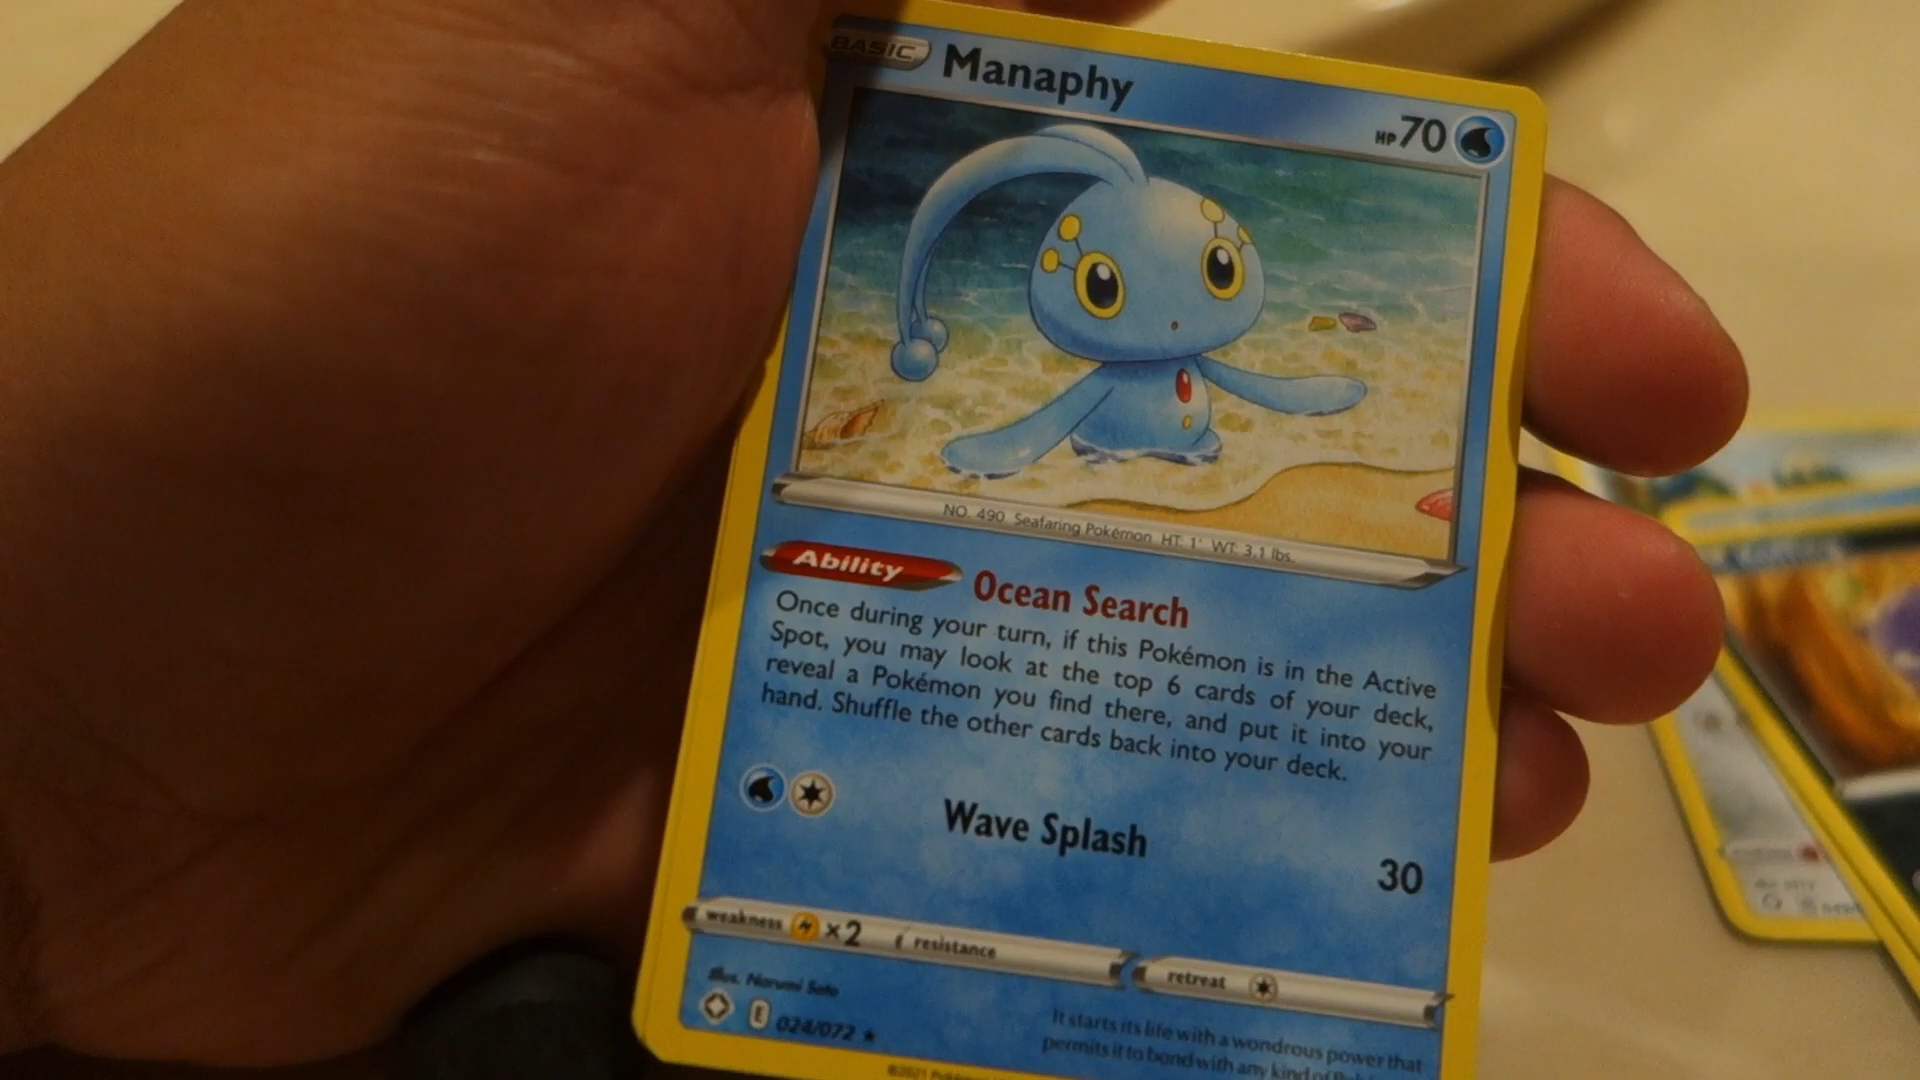 BASIC Manaphy HP 70
NO. 490 Seafaring Pokémon HT: 1' WT: 3.1 lbs.
Ability Ocean Search
Once during your turn, if this Pokémon is in the Active
Spot, you may look at the top 6 cards of your deck,
reveal a Pokémon you find there, and put it into your
hand. Shuffle the other cards back into your deck.
Wave Splash 30
weakness ×2 resistance retreat
Illus. Narumi Sato
E 024/072
It starts its life with a wondrous power that
permits it to bond with any kind of
©2021